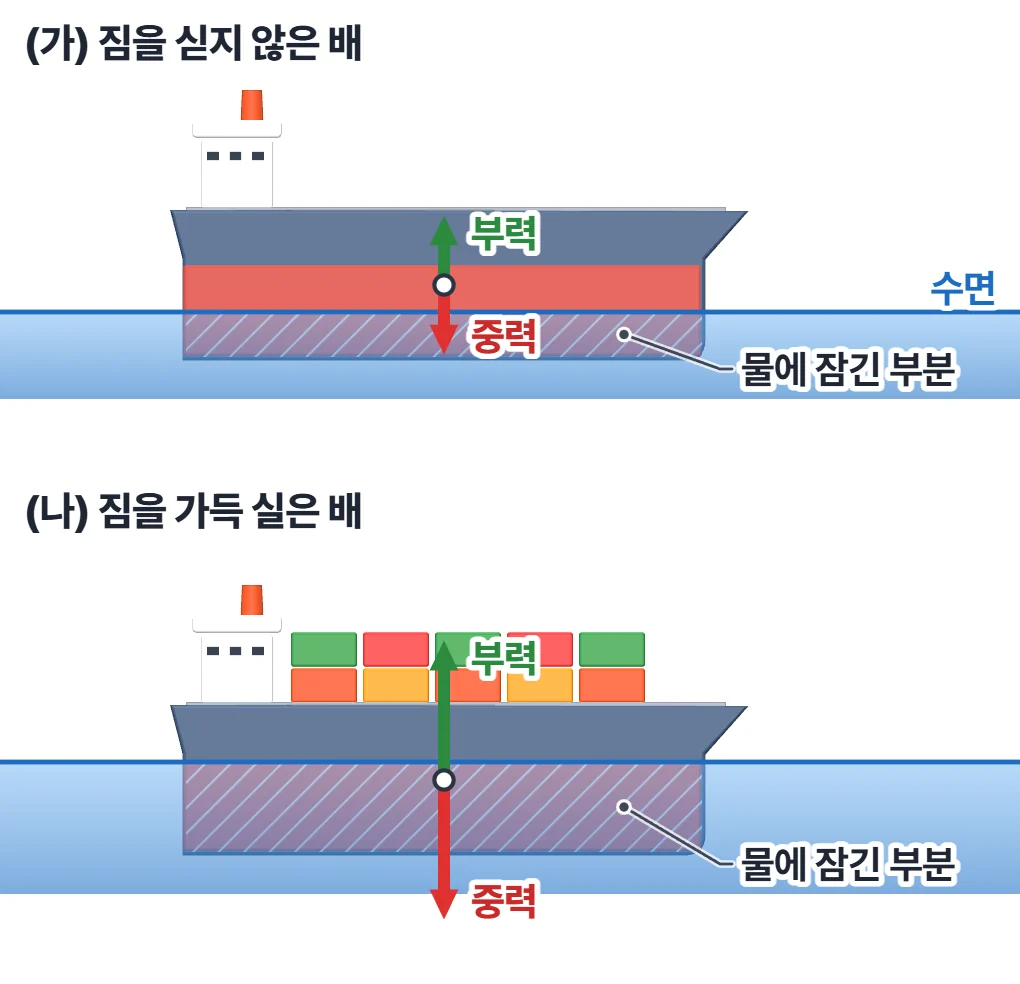 (가) 짐을 싣지 않은 배
부력
수면
중력
물에 잠긴 부분
(나) 짐을 가득 실은 배
부력
물에 잠긴 부분
중력